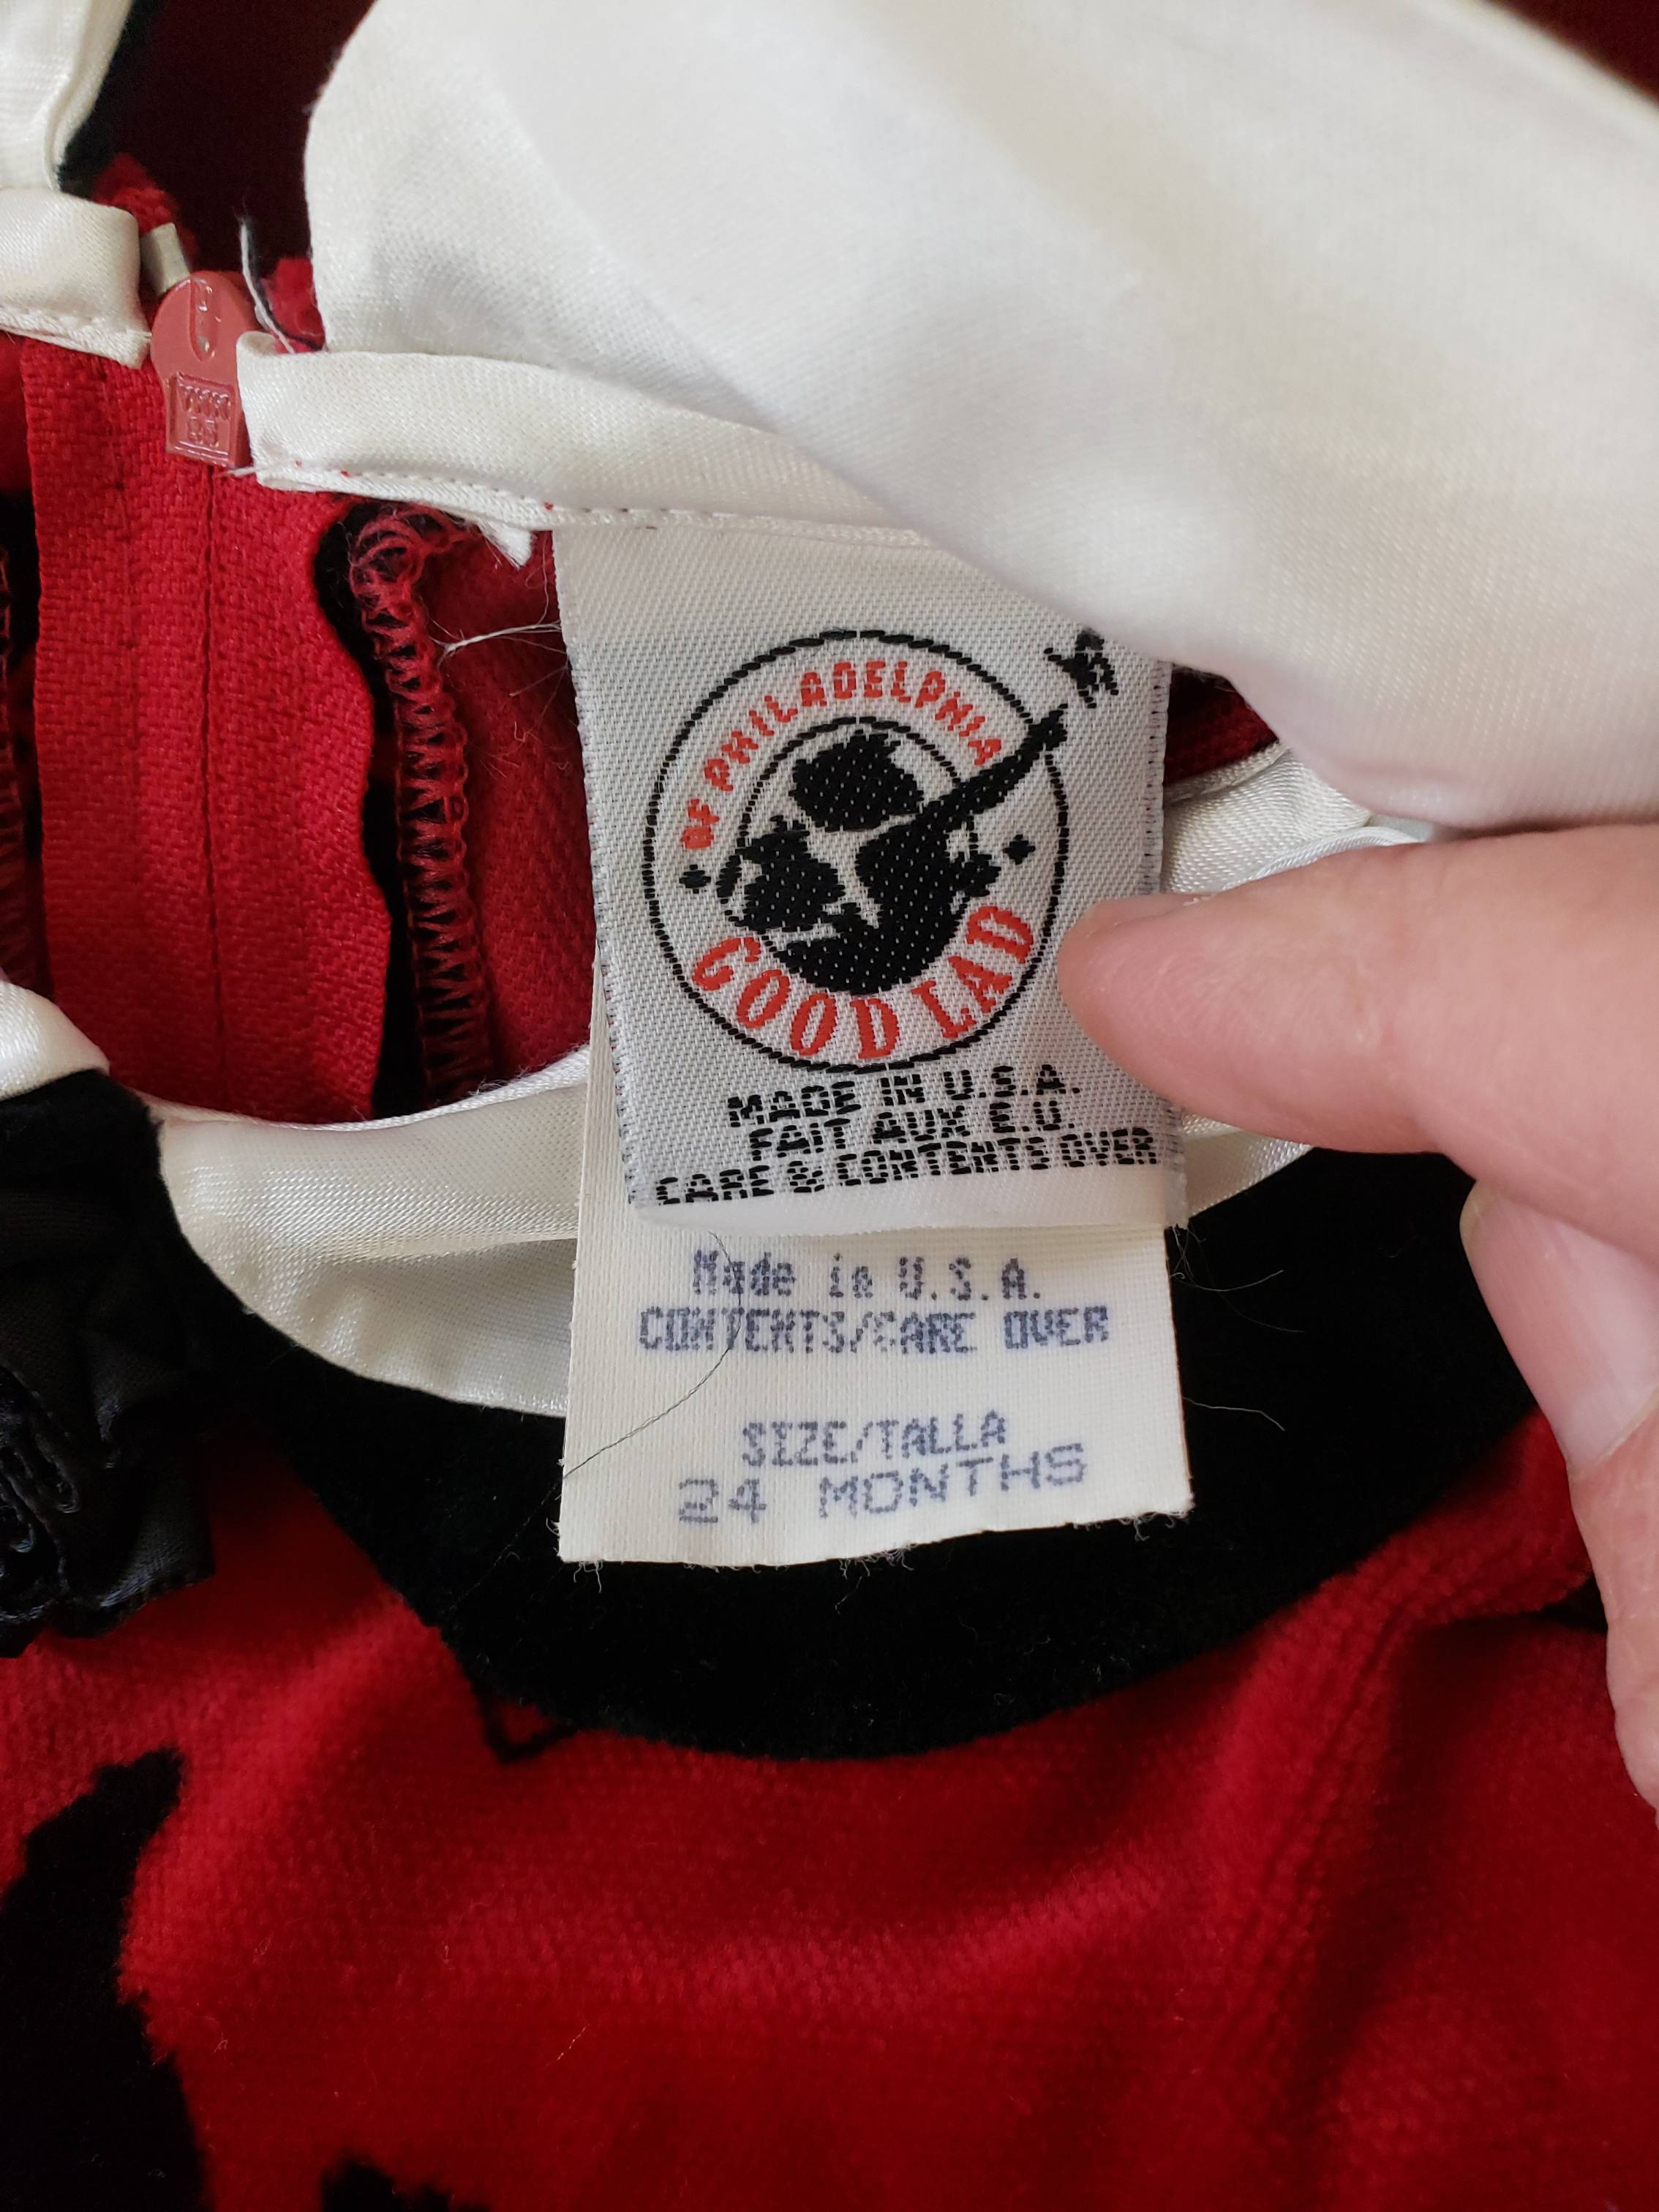 OF PHILADELPHIA
GOOD LAD
MADE IN U.S.A.
FAIT AUX É.U.
CARE & CONTENTS OVER
Made in U.S.A.
CONTENTS/CARE OVER
SIZE/TALLA
24 MONTHS